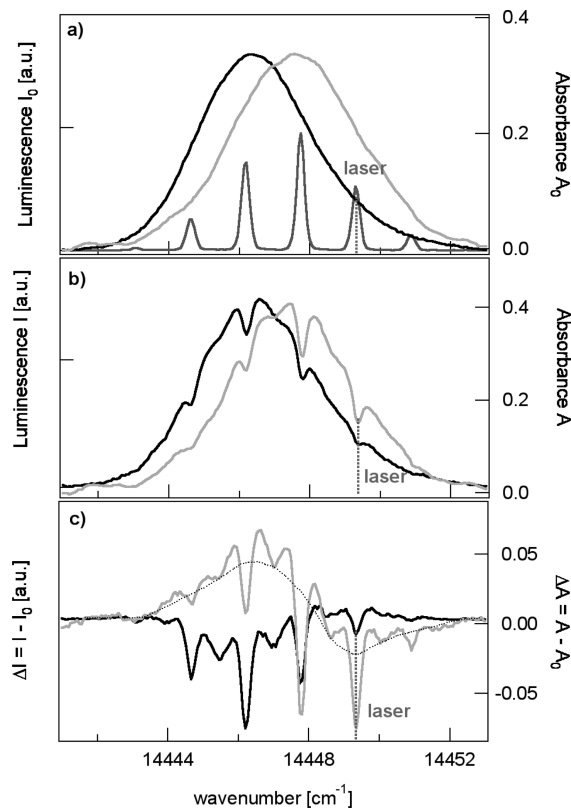 a)
Luminescence I0 [a.u.]
0.4
0.2
0.0
Absorbance A0
laser
b)
Luminescence I [a.u.]
0.4
0.2
0.0
Absorbance A
laser
c)
ΔI = I - I0 [a.u.]
0.05
0.00
-0.05
ΔA = A - A0
laser
14444 14448 14452
wavenumber [cm-1]